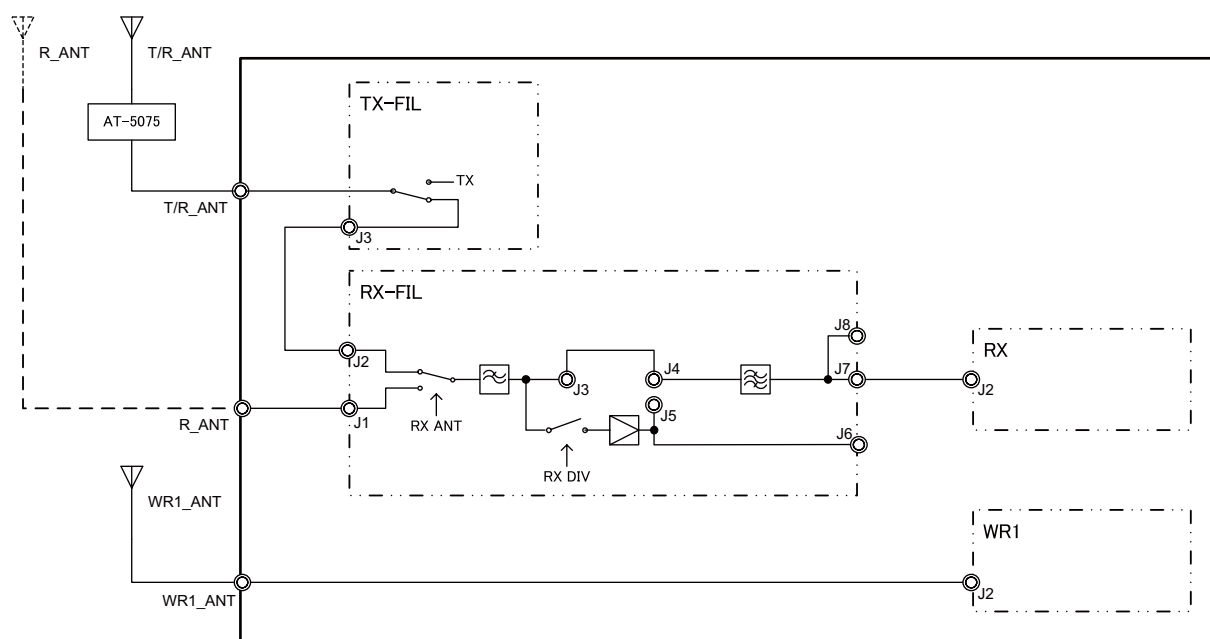 R_ANT
T/R_ANT
AT-5075
TX-FIL
TX
T/R_ANT
J3
RX-FIL
J8
RX
J2
J3
J4
J7
J2
J1
RX ANT
J5
R_ANT
J6
RX DIV
WR1_ANT
WR1
WR1_ANT
J2